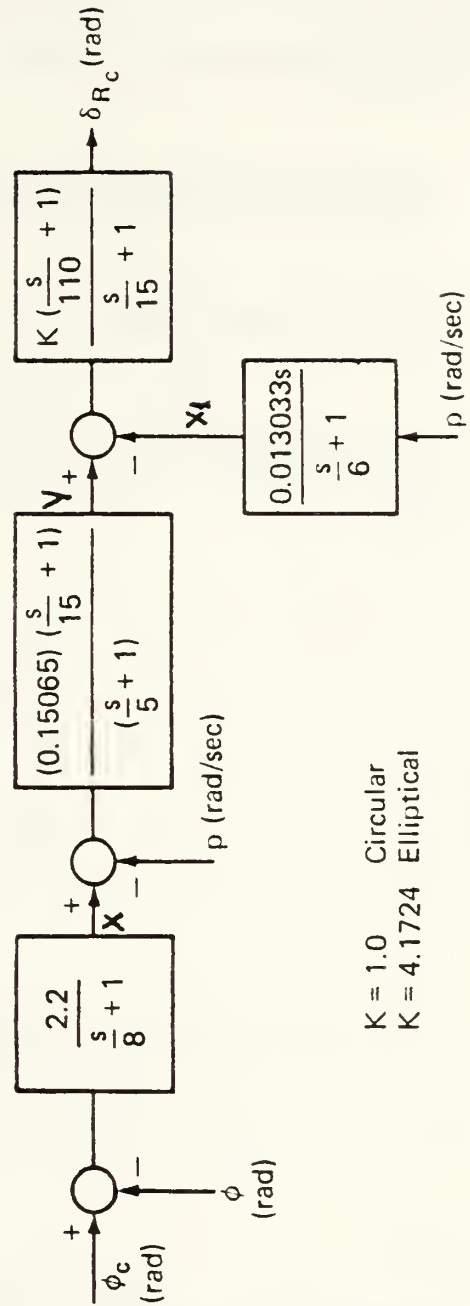 ϕc
(rad)
+
−
ϕ
(rad)
2.2
s
8
+ 1
X
+
−
p (rad/sec)
(0.15065) (
s
15
+ 1)
(
s
5
+ 1)
Y
+
−
X1
0.013033s
s
6
+ 1
p (rad/sec)
K (
s
110
+ 1)
s
15
+ 1
δRc (rad)
K = 1.0 Circular
K = 4.1724 Elliptical